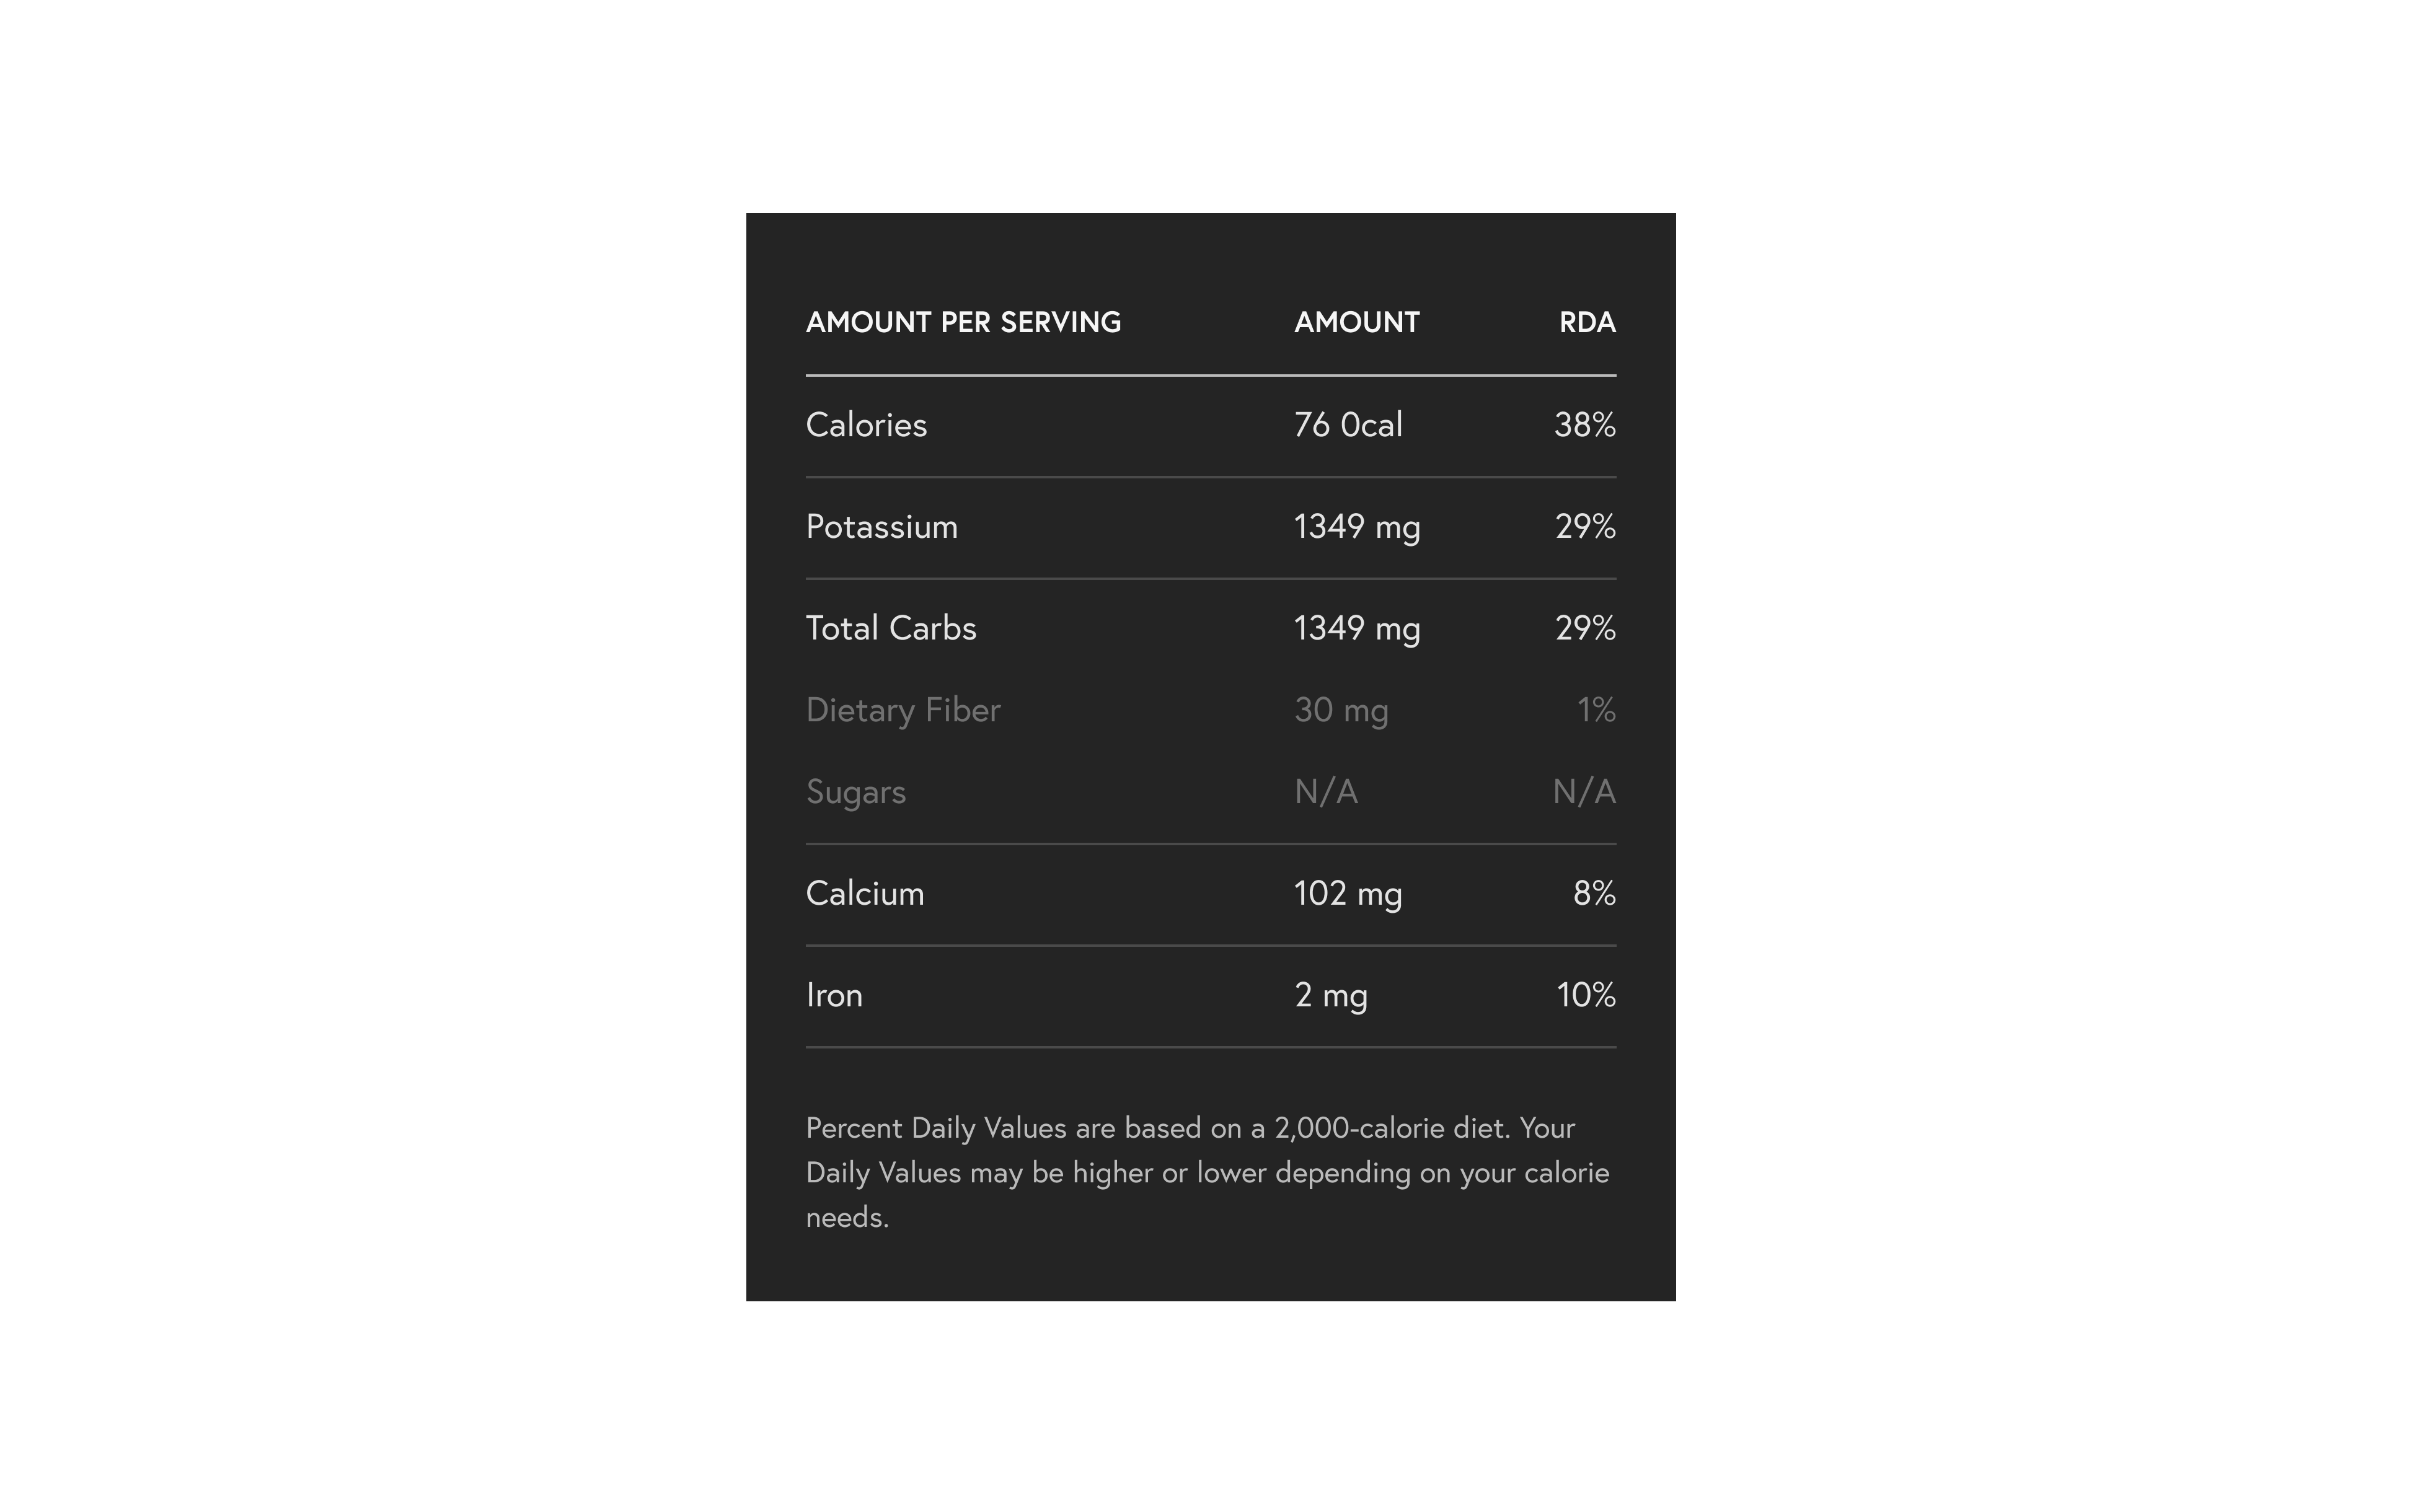 AMOUNT PER SERVING AMOUNT RDA
Calories 76 0cal 38%
Potassium 1349 mg 29%
Total Carbs 1349 mg 29%
Dietary Fiber 30 mg 1%
Sugars N/A N/A
Calcium 102 mg 8%
Iron 2 mg 10%
Percent Daily Values are based on a 2,000-calorie diet. Your
Daily Values may be higher or lower depending on your calorie
needs.